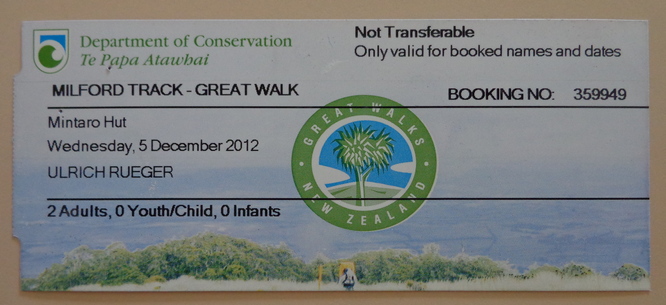 Department of Conservation
Te Papa Atawhai
Not Transferable
Only valid for booked names and dates
MILFORD TRACK - GREAT WALK
BOOKING NO: 359949
Mintaro Hut
Wednesday, 5 December 2012
ULRICH RUEGER
GREAT WALKS
NEW ZEALAND
2 Adults, 0 Youth/Child, 0 Infants